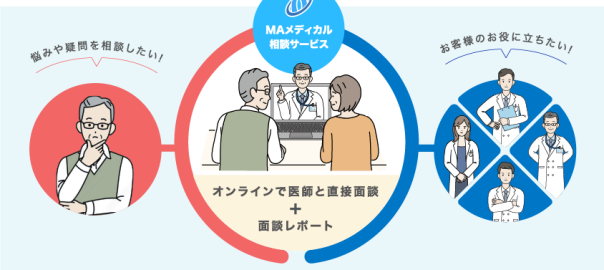 MAメディカル
相談サービス
悩みや疑問を相談したい!
お客様のお役に立ちたい!
オンラインで医師と直接面談
+
面談レポート